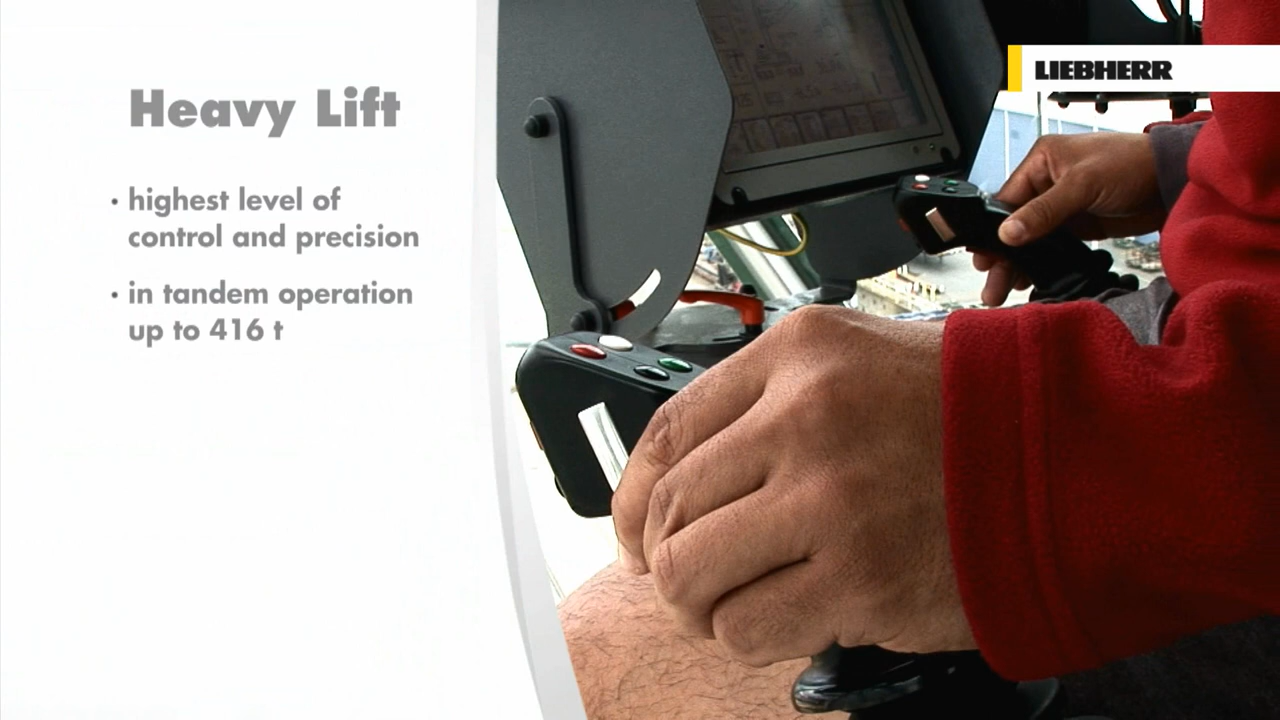 Heavy Lift
• highest level of
control and precision
• in tandem operation
up to 416 t
LIEBHERR